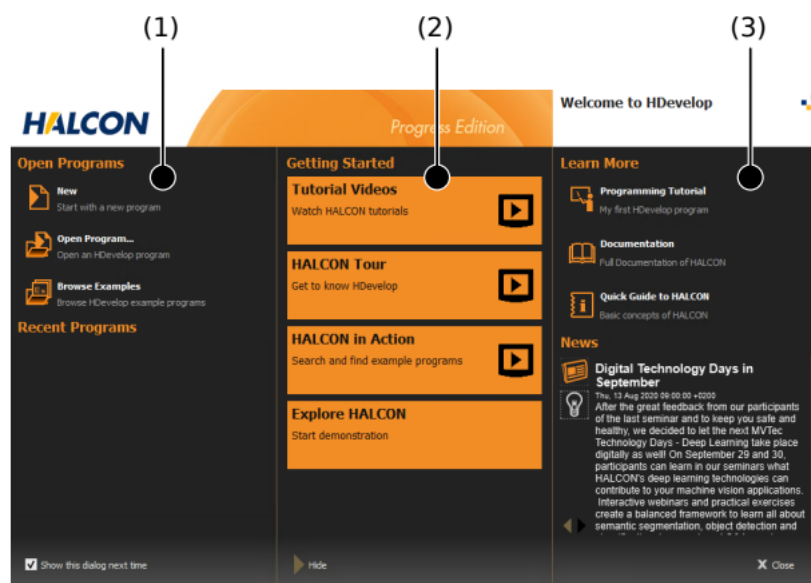 (1)
(2)
(3)
HALCON
Progress Edition
Welcome to HDevelop
Open Programs
New
Start with a new program
Open Program...
Open an HDevelop program
Browse Examples
Browse HDevelop example programs
Recent Programs
Getting Started
Tutorial Videos
Watch HALCON tutorials
HALCON Tour
Get to know HDevelop
HALCON in Action
Search and find example programs
Explore HALCON
Start demonstration
Learn More
Programming Tutorial
My first HDevelop program
Documentation
Full Documentation of HALCON
Quick Guide to HALCON
Basic concepts of HALCON
News
Digital Technology Days in
September
Thu, 13 Aug 2020 09:00:00 +0200
After the great feedback from our participants
of the last seminar and to keep you safe and
healthy, we decided to let the next MVTec
Technology Days - Deep Learning take place
digitally as well! On September 29 and 30,
participants can learn in our seminars what
HALCON's deep learning technologies can
contribute to your machine vision applications.
Interactive webinars and practical exercises
create a balanced framework to learn all about
semantic segmentation, object detection and
Show this dialog next time
Hide
X Close